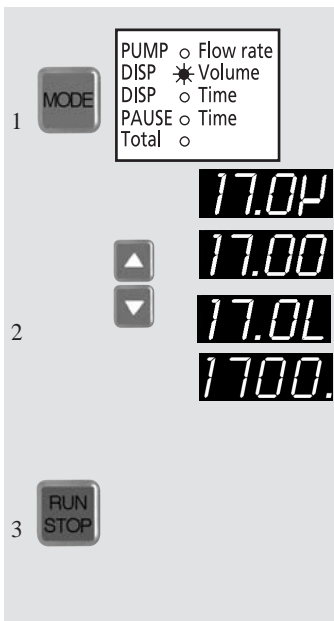 PUMP Flow rate
DISP Volume
DISP Time
PAUSE Time
Total
1 MODE
17.0µ
17.00
2
17.0L
1700.
3 RUN
STOP